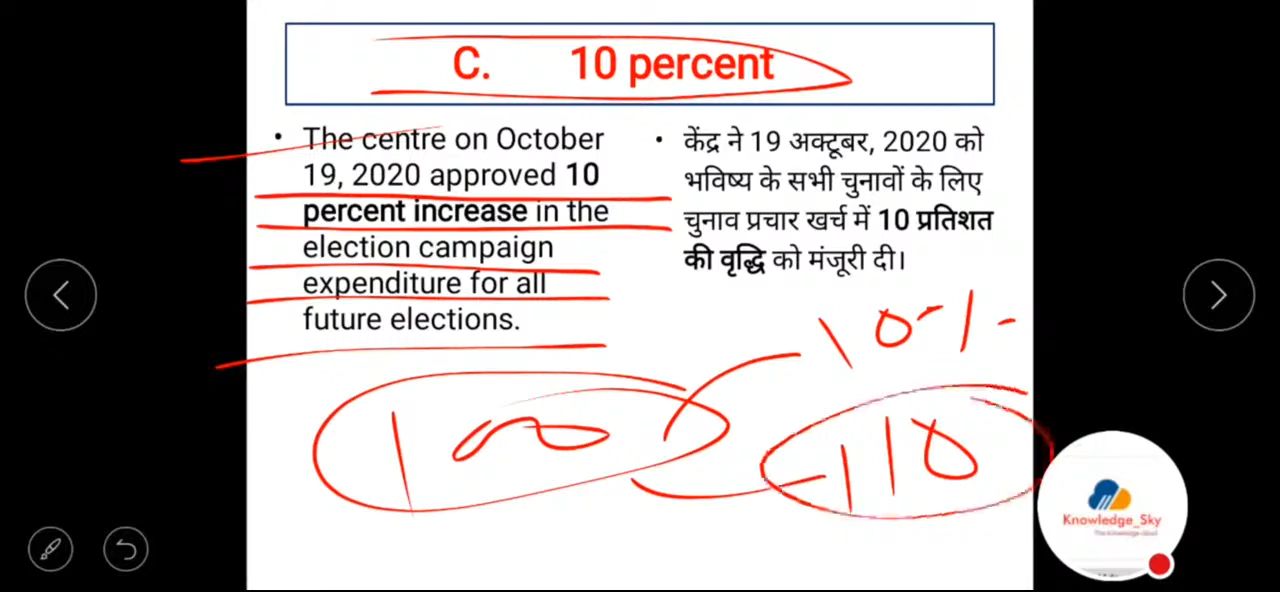 C. 10 percent
• The centre on October
19, 2020 approved 10
percent increase in the
election campaign
expenditure for all
future elections.
• केंद्र ने 19 अक्टूबर, 2020 को
भविष्य के सभी चुनावों के लिए
चुनाव प्रचार खर्च में 10 प्रतिशत
की वृद्धि को मंजूरी दी।
10%
100
110
Knowledge_Sky